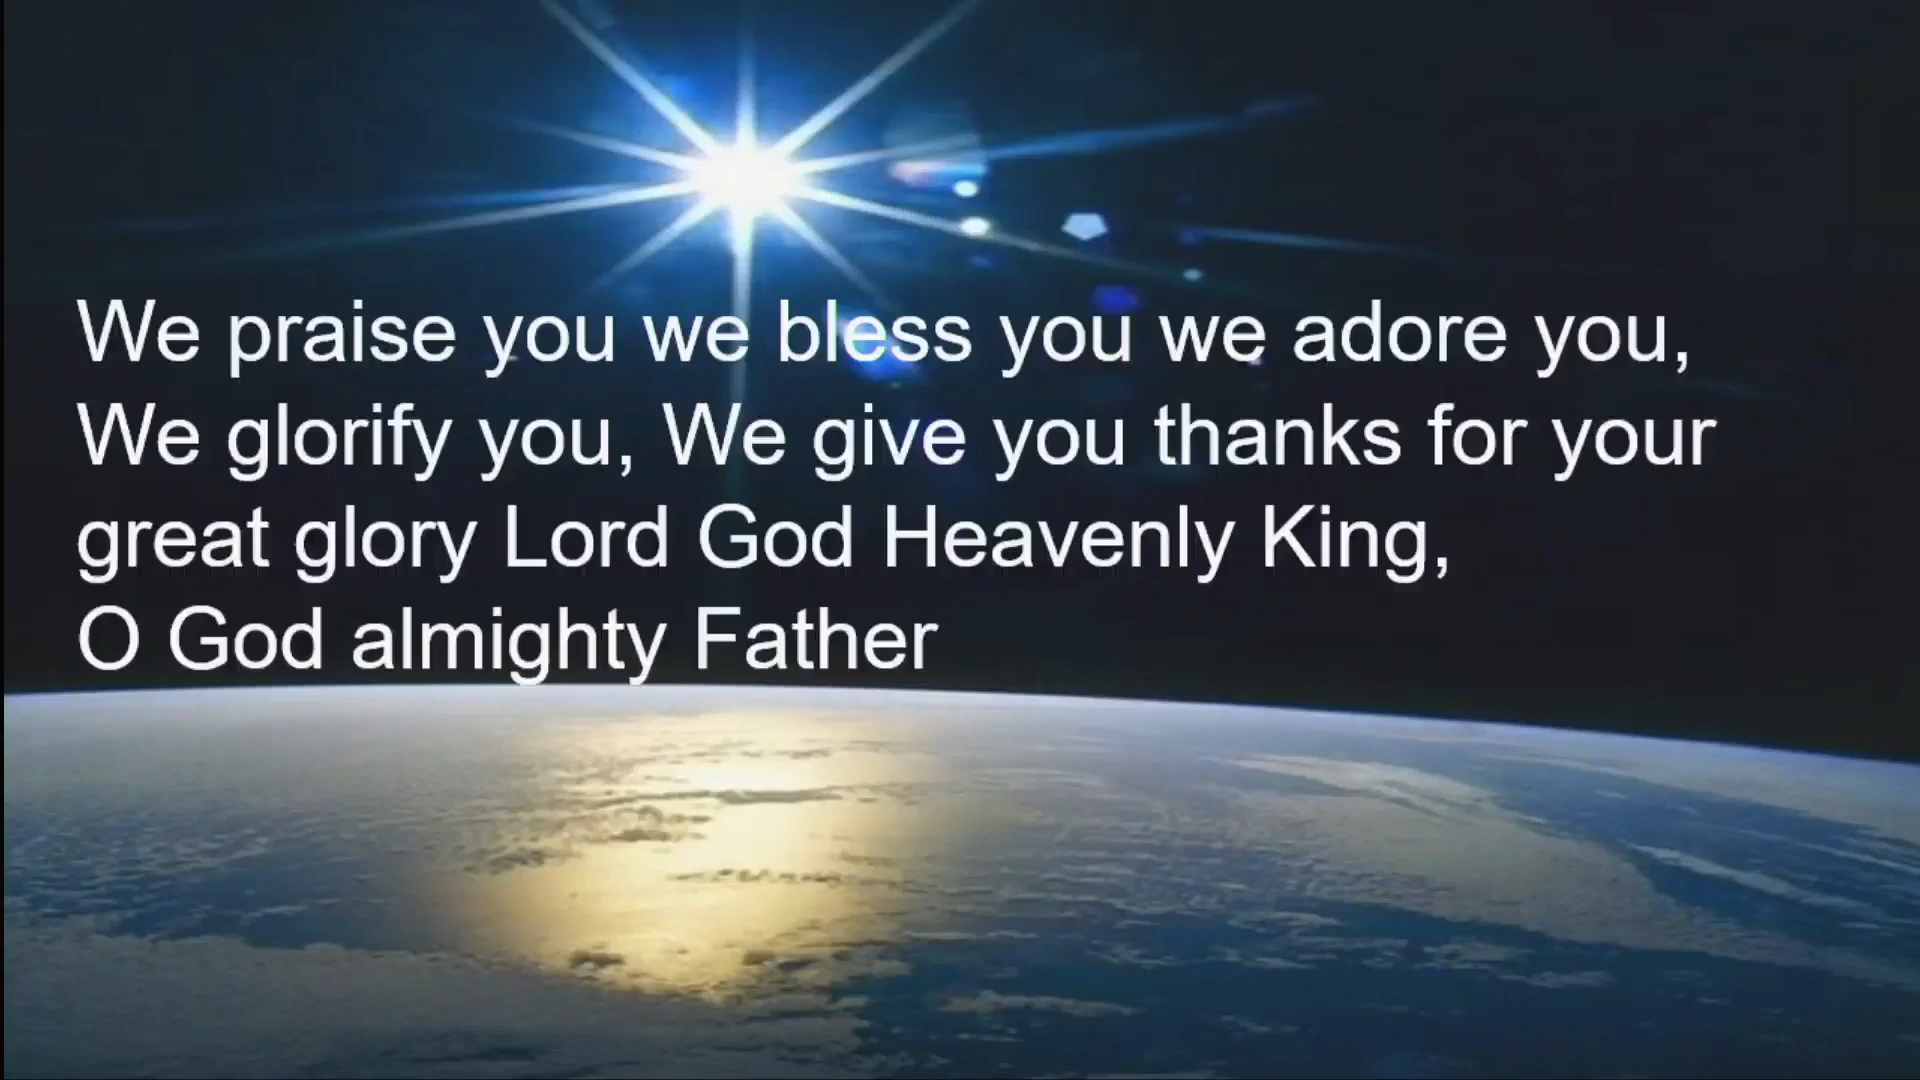 We praise you we bless you we adore you,
We glorify you, We give you thanks for your
great glory Lord God Heavenly King,
O God almighty Father